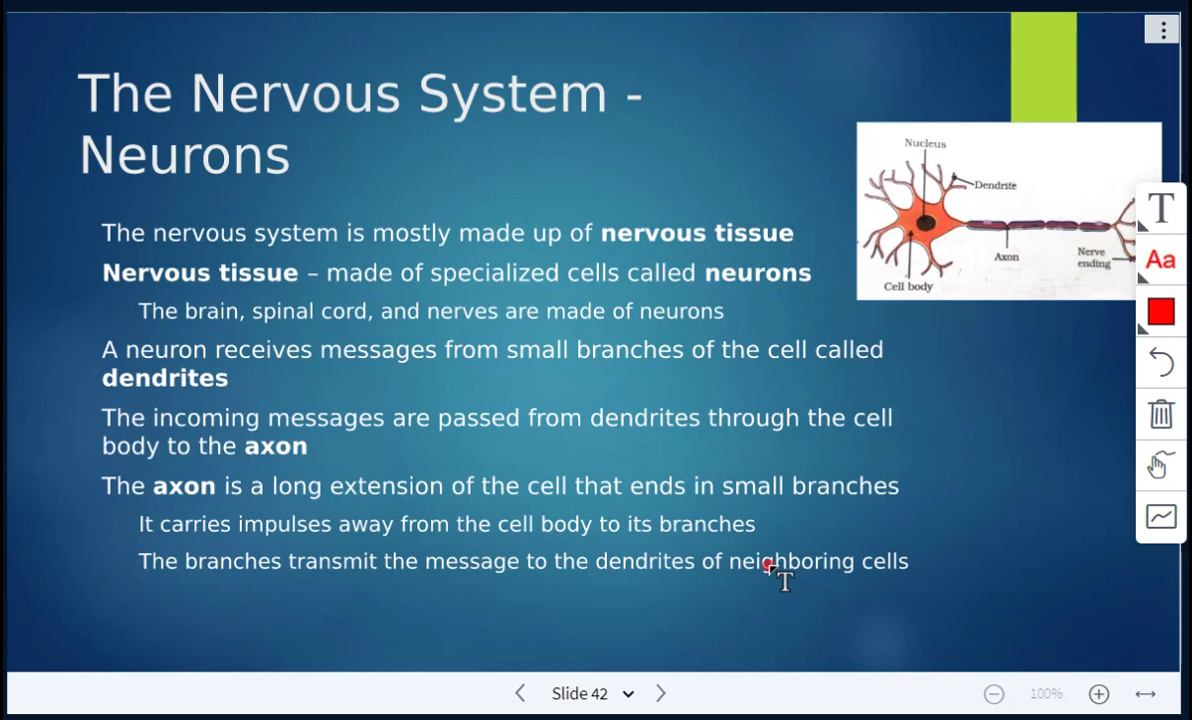 The Nervous System -
Neurons
Nucleus
Dendrite
Axon
Nerve
ending
Cell body
The nervous system is mostly made up of nervous tissue
Nervous tissue – made of specialized cells called neurons
The brain, spinal cord, and nerves are made of neurons
A neuron receives messages from small branches of the cell called
dendrites
The incoming messages are passed from dendrites through the cell
body to the axon
The axon is a long extension of the cell that ends in small branches
It carries impulses away from the cell body to its branches
The branches transmit the message to the dendrites of neighboring cells
T
Aa
T
Slide 42
100%